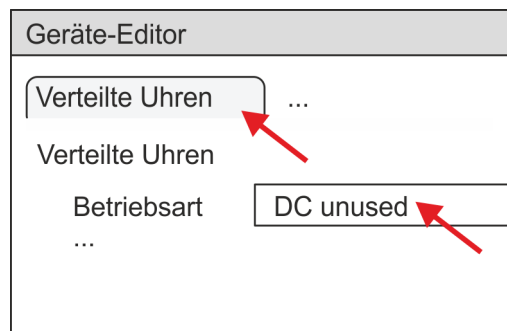 Geräte-Editor
Verteilte Uhren ...
Verteilte Uhren
Betriebsart DC unused
...